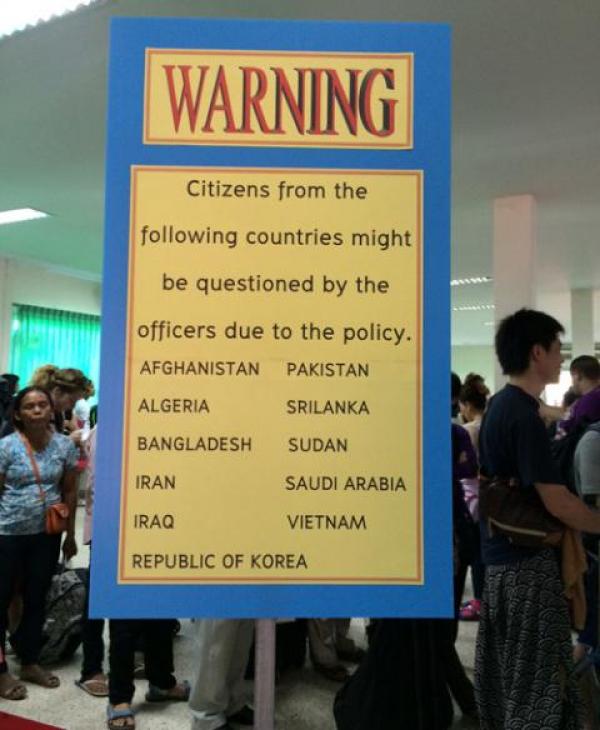 WARNING
Citizens from the
following countries might
be questioned by the
officers due to the policy.
AFGHANISTAN PAKISTAN
ALGERIA SRILANKA
BANGLADESH SUDAN
IRAN SAUDI ARABIA
IRAQ VIETNAM
REPUBLIC OF KOREA